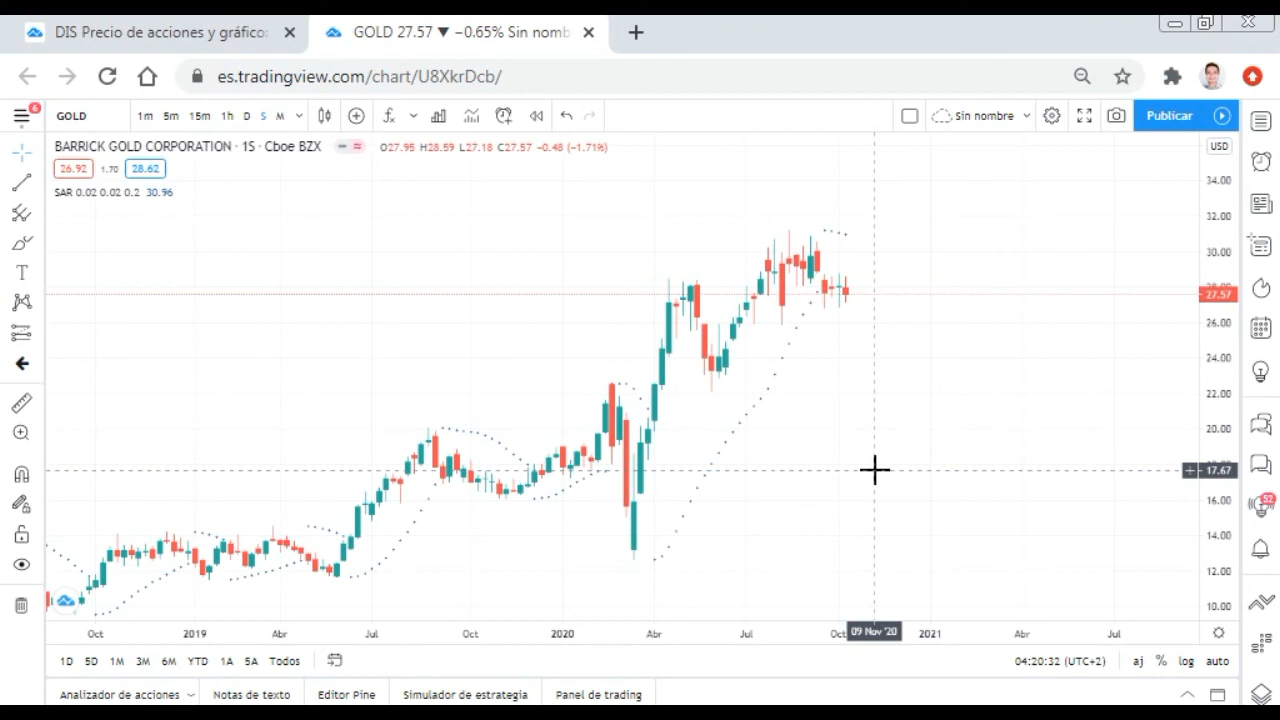 DIS Precio de acciones y gráfico:
GOLD 27.57 ▼ −0.65% Sin nomb
es.tradingview.com/chart/U8XkrDcb/
6
GOLD
1m 5m 15m 1h D S M
Sin nombre
Publicar
BARRICK GOLD CORPORATION · 1S · Cboe BZX
O27.95 H28.59 L27.18 C27.57 −0.48 (−1.71%)
USD
26.92 1.70 28.62
SAR 0.02 0.02 0.2 30.96
34.00
32.00
30.00
27.57
26.00
24.00
22.00
20.00
17.67
16.00
14.00
12.00
10.00
52
Oct 2019 Abr Jul Oct 2020 Abr Jul Oct 09 Nov '20 2021 Abr Jul
1D 5D 1M 3M 6M YTD 1A 5A Todos
04:20:32 (UTC+2) aj % log auto
Analizador de acciones Notas de texto Editor Pine Simulador de estrategia Panel de trading